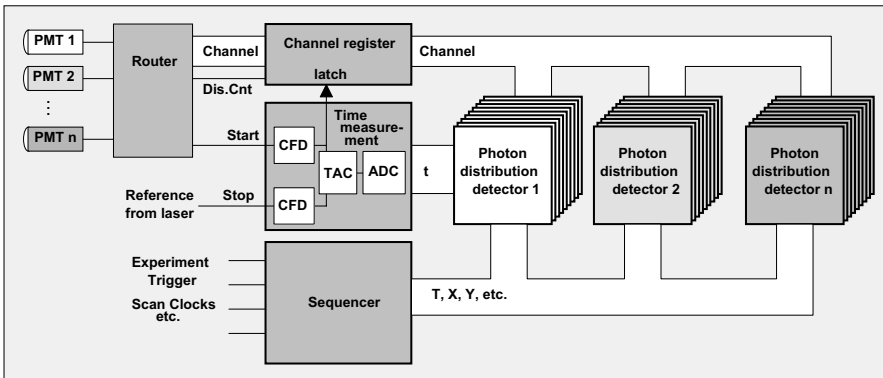 PMT 1
PMT 2
⋮
PMT n
Router
Channel
Dis.Cnt
Start
Channel register
latch
Channel
Time
measure-
ment
CFD
TAC
ADC
CFD
t
Reference
from laser
Stop
Photon
distribution
detector 1
Photon
distribution
detector 2
Photon
distribution
detector n
Experiment
Trigger
Scan Clocks
etc.
Sequencer
T, X, Y, etc.